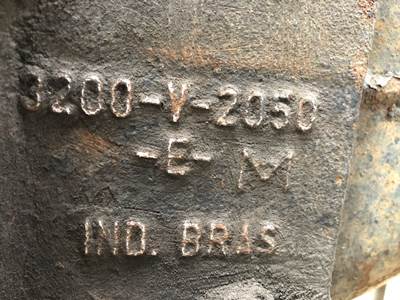 3200-V-2050
-E- M
IND. BRAS.